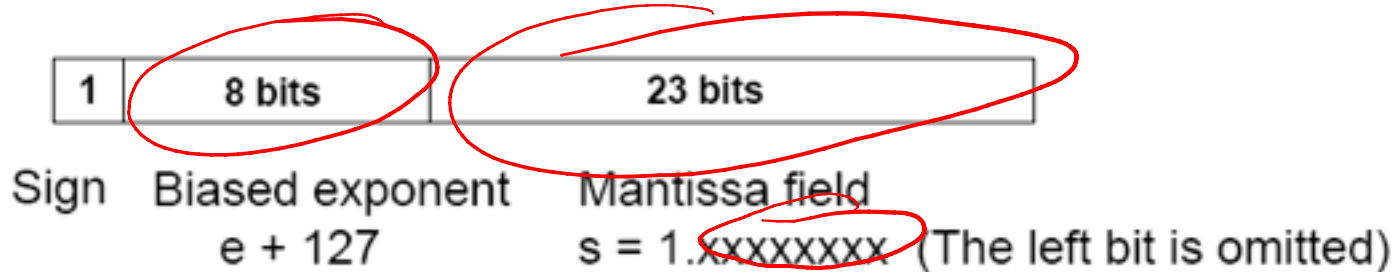 1 8 bits 23 bits
Sign Biased exponent Mantissa field
e + 127 s = 1.xxxxxxxx (The left bit is omitted)